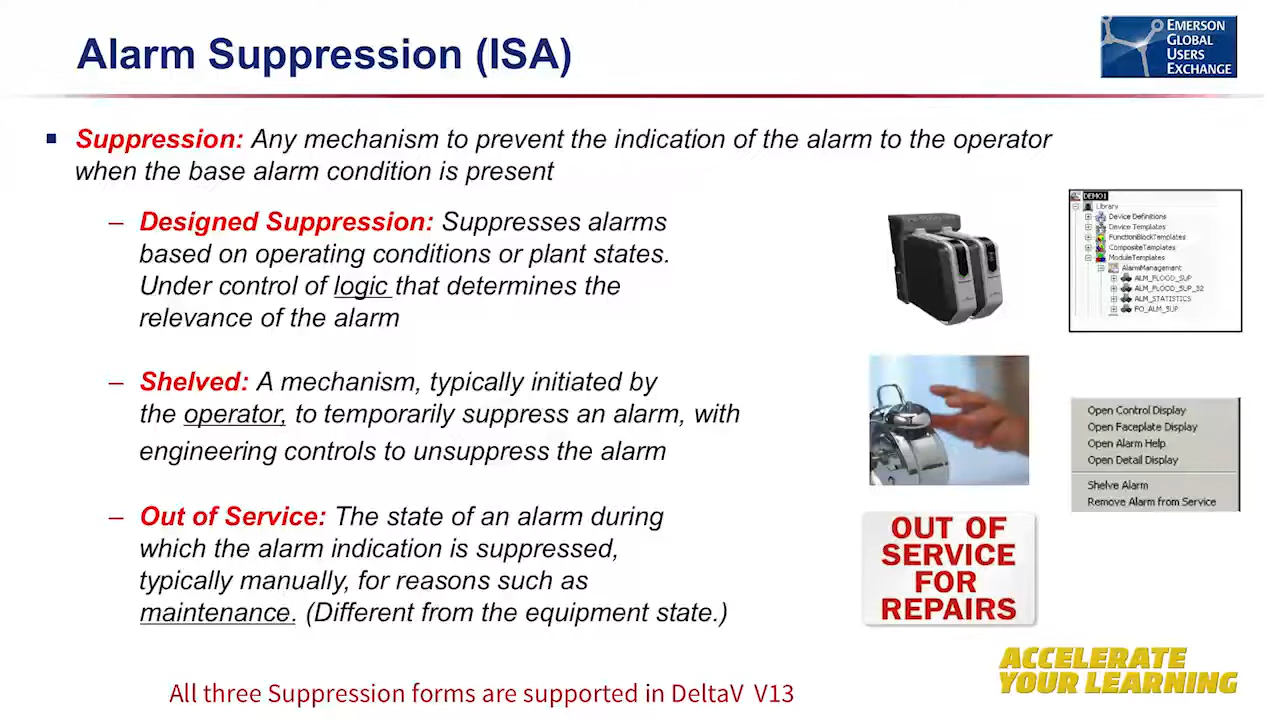 Alarm Suppression (ISA)
EMERSON
GLOBAL
USERS
EXCHANGE
Suppression: Any mechanism to prevent the indication of the alarm to the operator
when the base alarm condition is present
– Designed Suppression: Suppresses alarms
based on operating conditions or plant states.
Under control of logic that determines the
relevance of the alarm
– Shelved: A mechanism, typically initiated by
the operator, to temporarily suppress an alarm, with
engineering controls to unsuppress the alarm
– Out of Service: The state of an alarm during
which the alarm indication is suppressed,
typically manually, for reasons such as
maintenance. (Different from the equipment state.)
DEMO1
Library
Device Definitions
Device Templates
FunctionBlockTemplates
CompositeTemplates
ModuleTemplates
AlarmManagement
ALM_FLOOD_SUP
ALM_FLOOD_SUP_32
ALM_STATISTICS
FO_ALM_SUP
Open Control Display
Open Faceplate Display
Open Alarm Help
Open Detail Display
Shelve Alarm
Remove Alarm from Service
OUT OF
SERVICE
FOR
REPAIRS
All three Suppression forms are supported in DeltaV V13
ACCELERATE
YOUR LEARNING